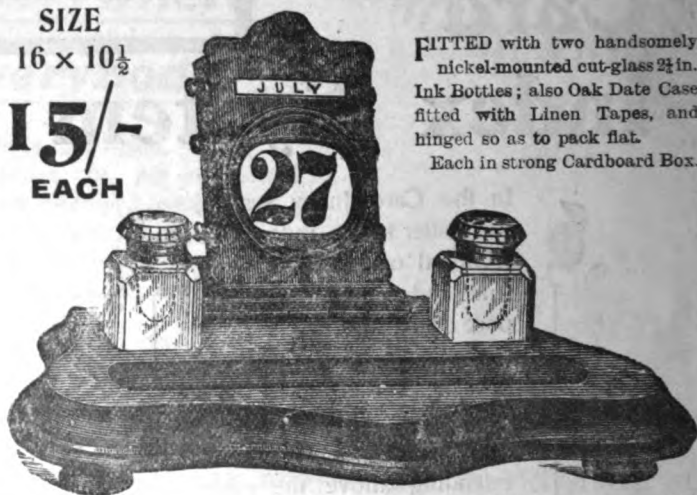 SIZE
16 × 10½
15/-
EACH
FITTED with two handsomely
nickel-mounted cut-glass 2¼ in.
Ink Bottles; also Oak Date Case
fitted with Linen Tapes, and
hinged so as to pack flat.
Each in strong Cardboard Box.
JULY
27